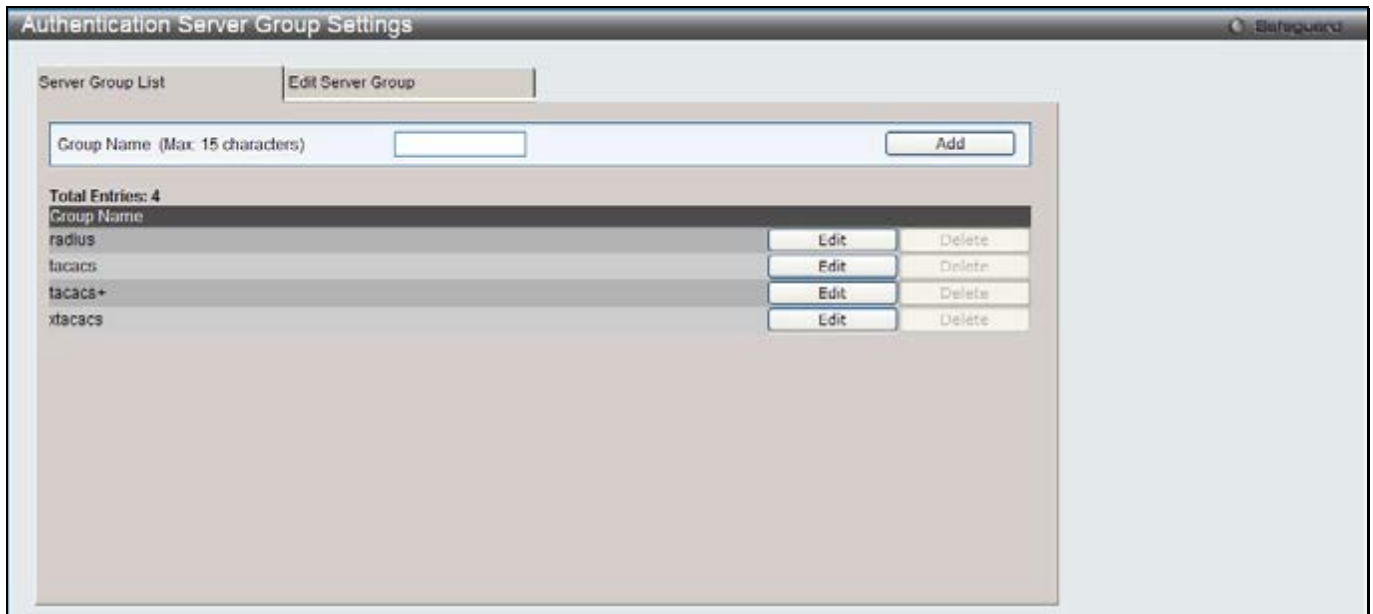 Authentication Server Group Settings
Safeguard
Server Group List
Edit Server Group
Group Name (Max: 15 characters)
Add
Total Entries: 4
Group Name
radius
Edit
Delete
tacacs
Edit
Delete
tacacs+
Edit
Delete
xtacacs
Edit
Delete